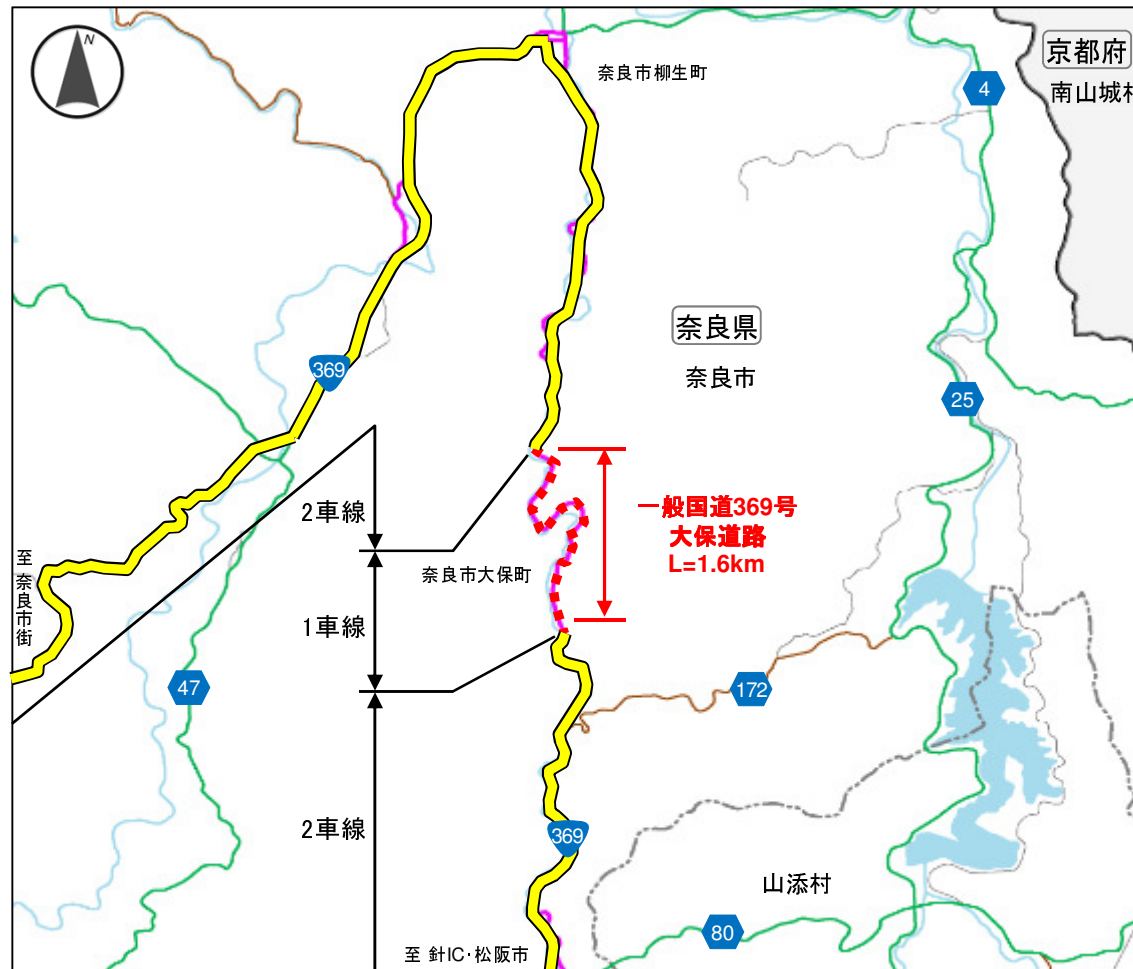 N
奈良市柳生町
京都府
南山城村
4
奈良県
奈良市
369
25
2車線
一般国道369号
大保道路
L=1.6km
奈良市大保町
至 奈良市街
1車線
47
172
2車線
369
山添村
80
至 針IC・松阪市